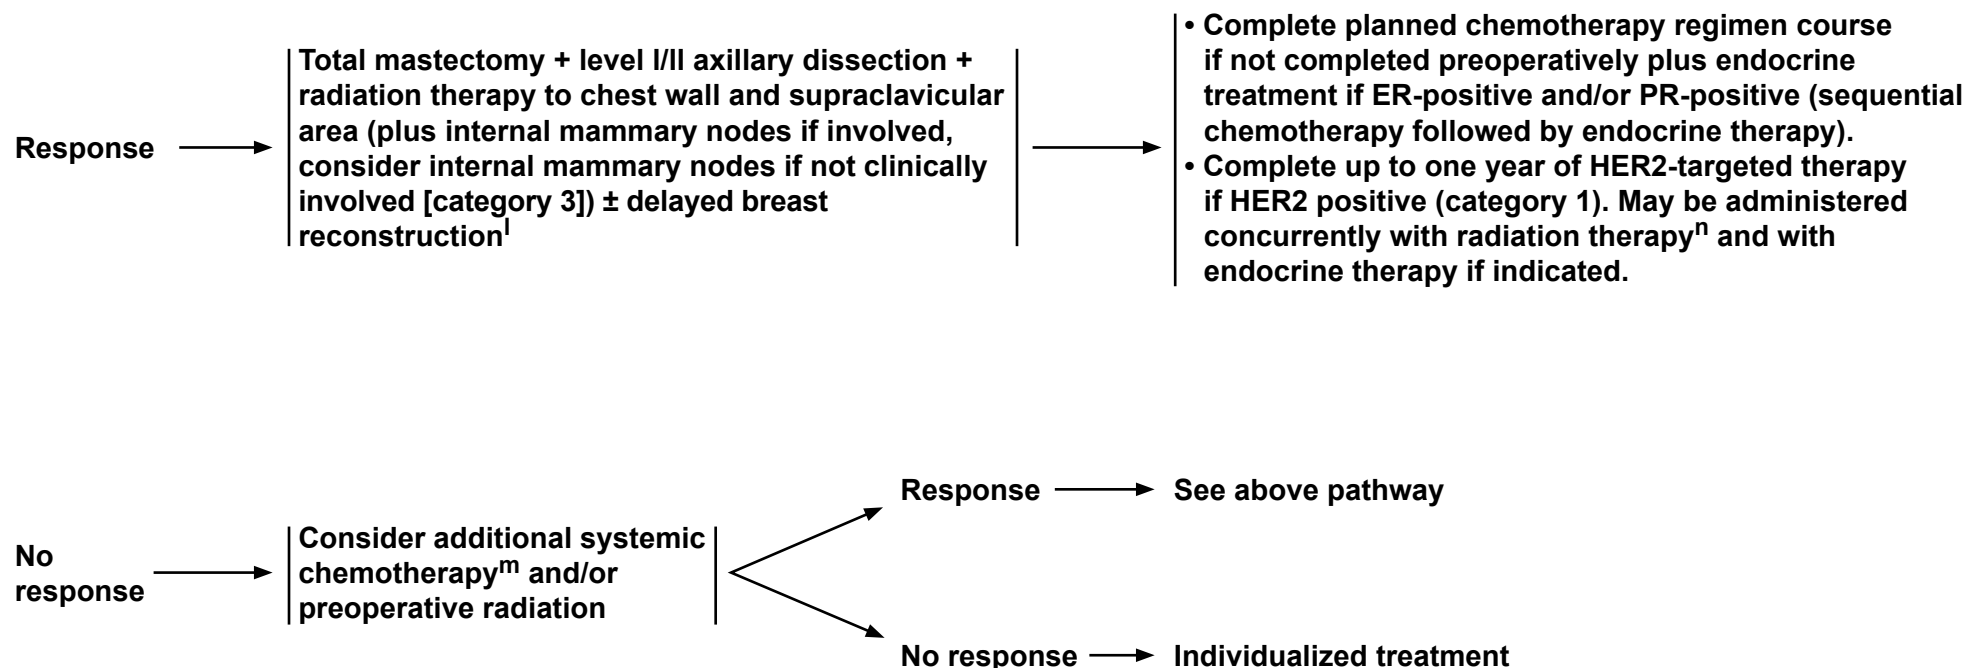 Response
Total mastectomy + level I/II axillary dissection +
radiation therapy to chest wall and supraclavicular
area (plus internal mammary nodes if involved,
consider internal mammary nodes if not clinically
involved [category 3]) ± delayed breast
reconstructionˡ
• Complete planned chemotherapy regimen course
if not completed preoperatively plus endocrine
treatment if ER-positive and/or PR-positive (sequential
chemotherapy followed by endocrine therapy).
• Complete up to one year of HER2-targeted therapy
if HER2 positive (category 1). May be administered
concurrently with radiation therapyⁿ and with
endocrine therapy if indicated.
No
response
Consider additional systemic
chemotherapyᵐ and/or
preoperative radiation
Response
See above pathway
No response
Individualized treatment